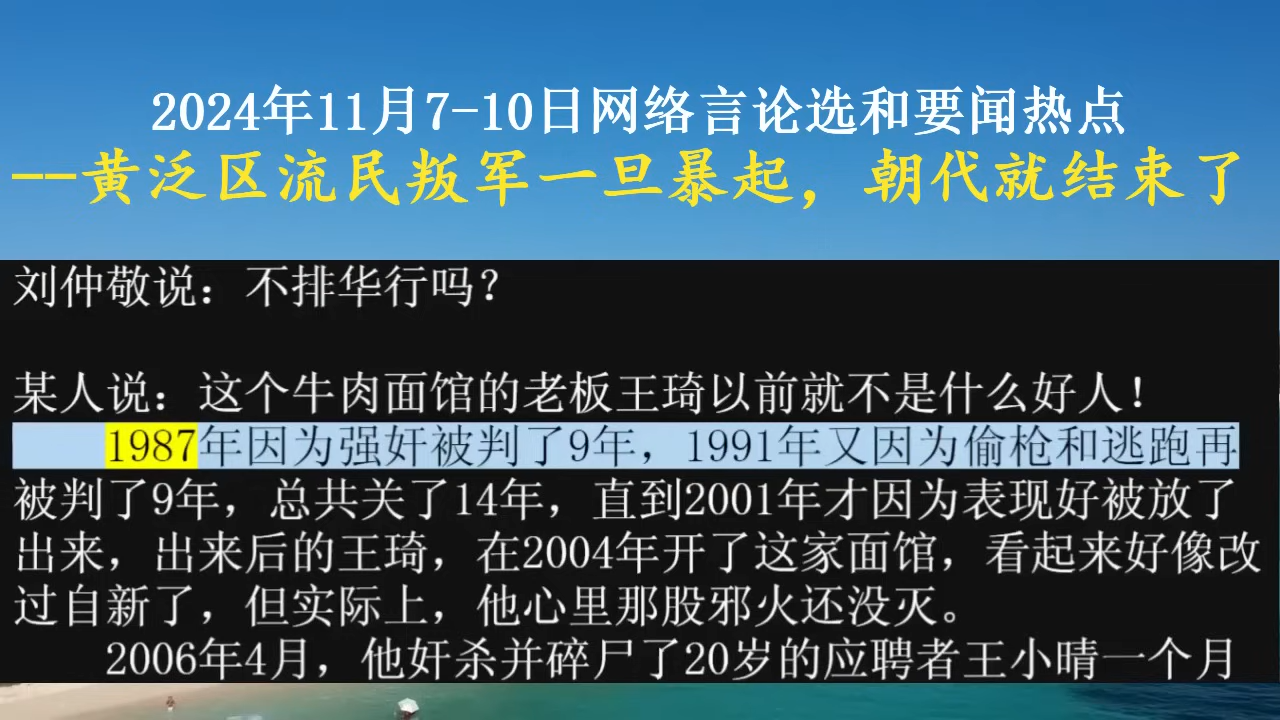 2024年11月7-10日网络言论选和要闻热点
--黄泛区流民叛军一旦暴起，朝代就结束了
刘仲敬说：不排华行吗？
某人说：这个牛肉面馆的老板王琦以前就不是什么好人！
1987年因为强奸被判了9年，1991年又因为偷枪和逃跑再
被判了9年，总共关了14年，直到2001年才因为表现好被放了
出来，出来后的王琦，在2004年开了这家面馆，看起来好像改
过自新了，但实际上，他心里那股邪火还没灭。
2006年4月，他奸杀并碎尸了20岁的应聘者王小晴一个月